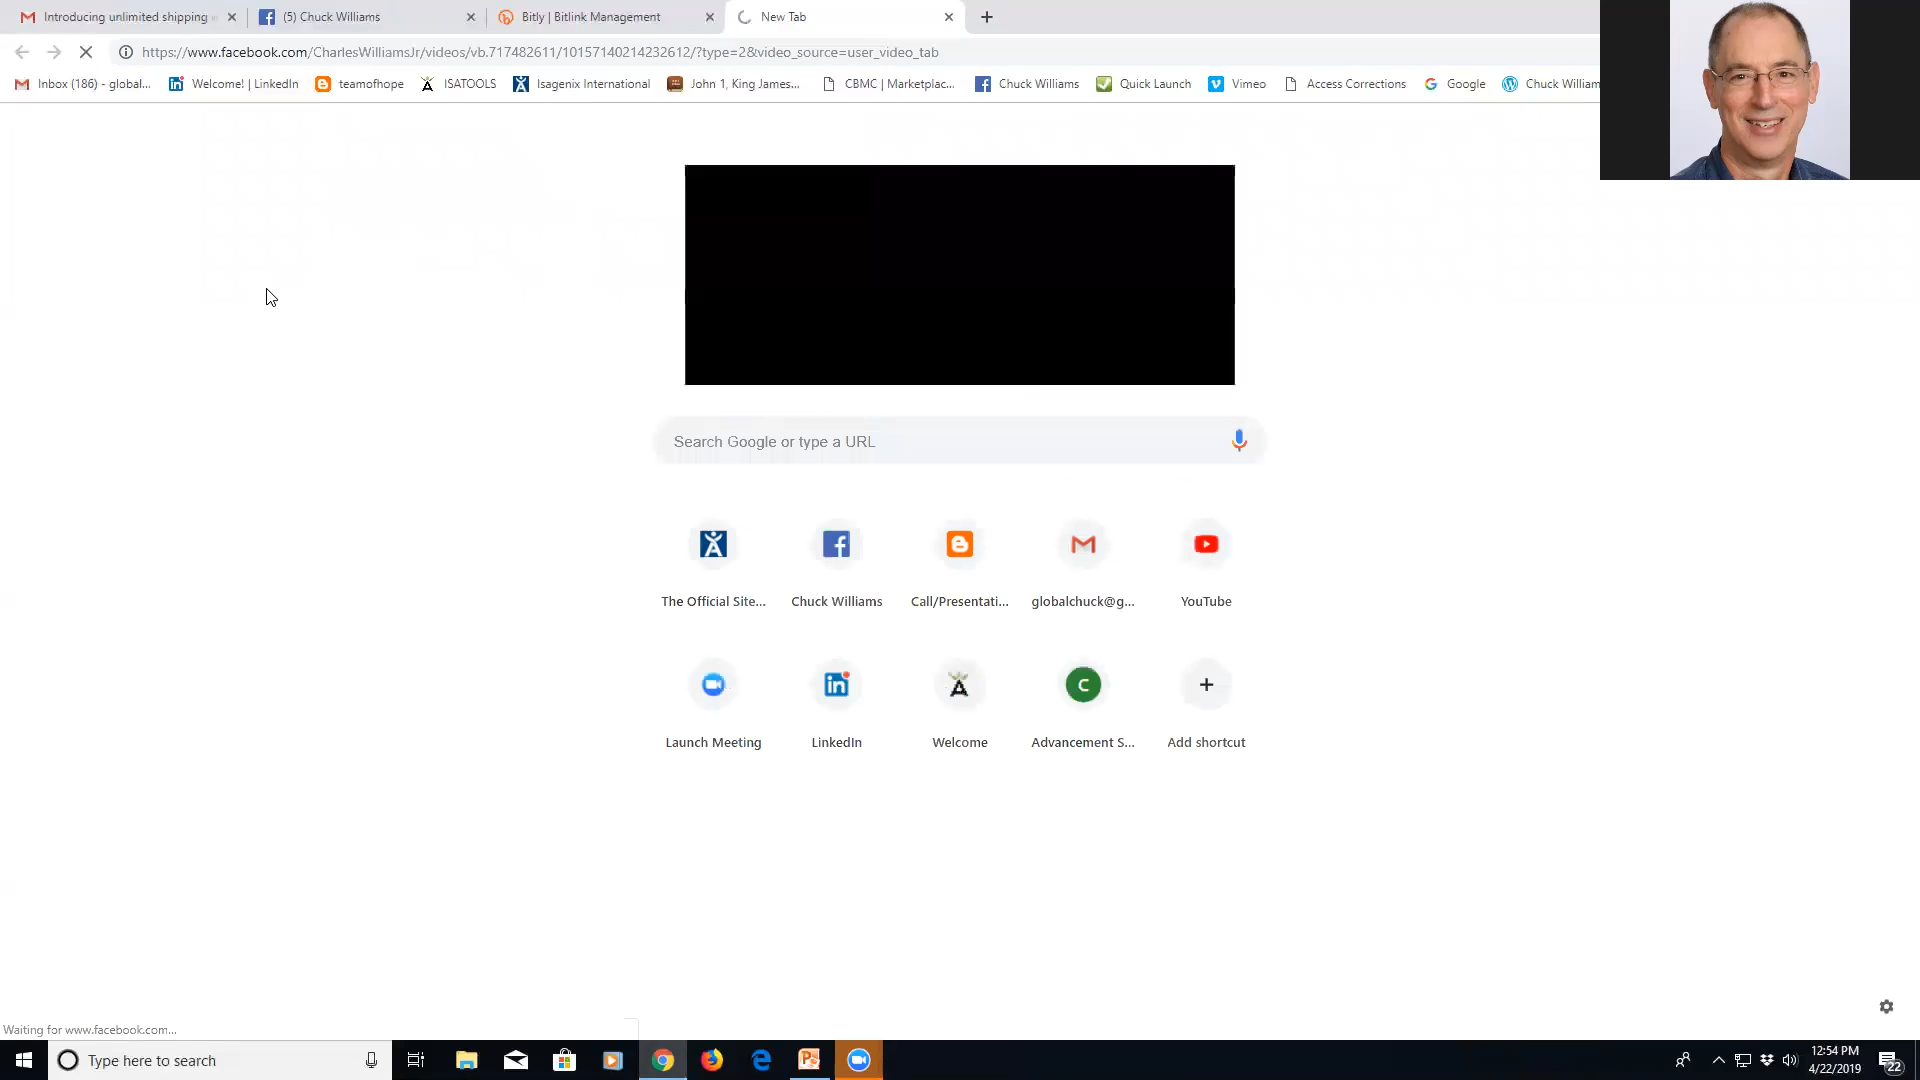 Introducing unlimited shipping
(5) Chuck Williams
Bitly | Bitlink Management
New Tab
https://www.facebook.com/CharlesWilliamsJr/videos/vb.717482611/10157140214232612/?type=2&video_source=user_video_tab
Inbox (186) - global...
Welcome! | LinkedIn
teamofhope
ISATOOLS
Isagenix International
John 1, King James...
CBMC | Marketplac...
Chuck Williams
Quick Launch
Vimeo
Access Corrections
Google
Chuck William
Search Google or type a URL
The Official Site...
Chuck Williams
Call/Presentati...
globalchuck@g...
YouTube
C
Launch Meeting
LinkedIn
Welcome
Advancement S...
Add shortcut
Waiting for www.facebook.com...
Type here to search
12:54 PM
4/22/2019
22